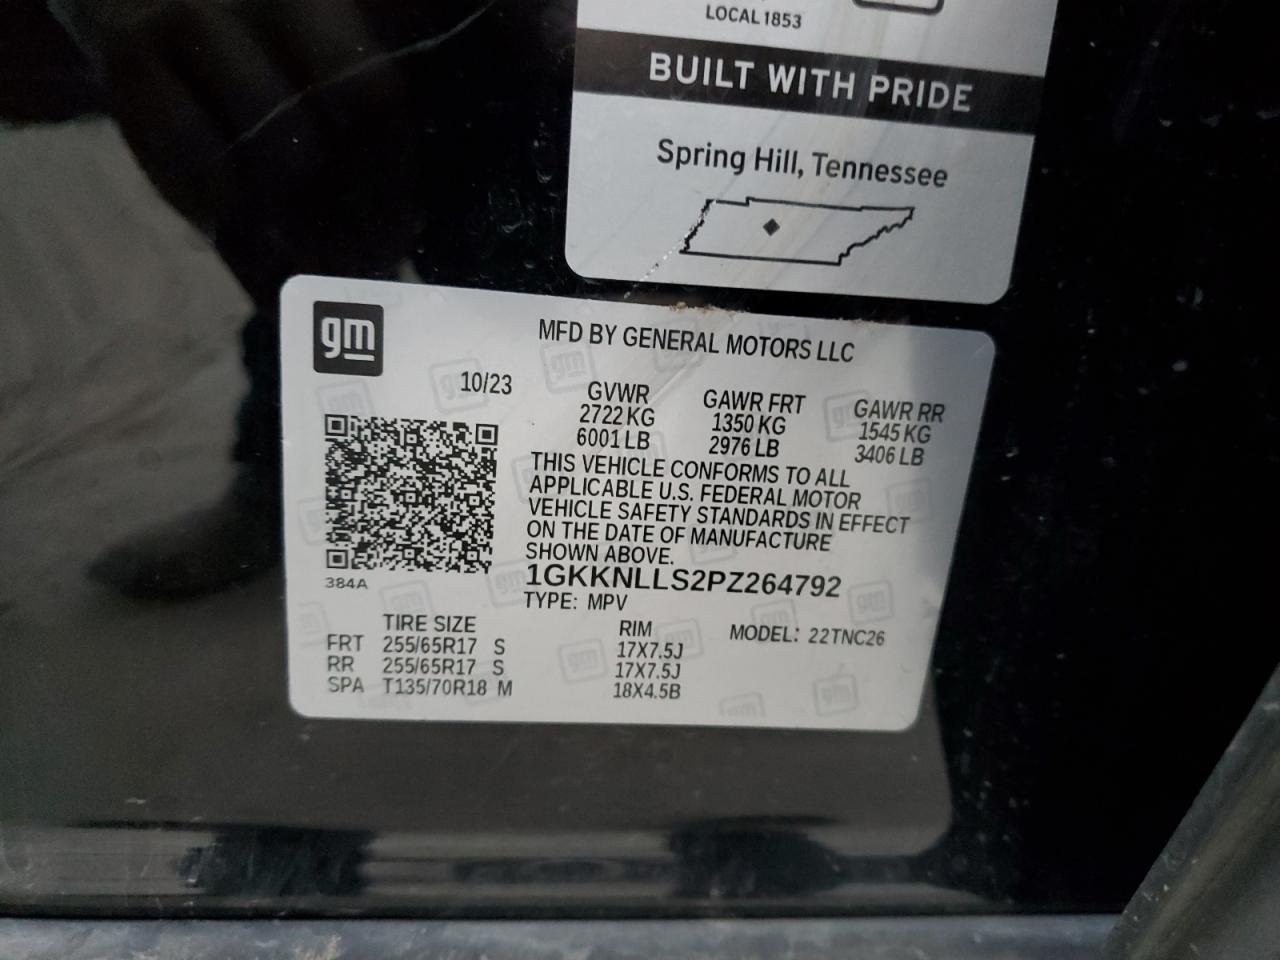 LOCAL 1853
BUILT WITH PRIDE
Spring Hill, Tennessee
gm
MFD BY GENERAL MOTORS LLC
10/23
GVWR GAWR FRT GAWR RR
2722 KG 1350 KG 1545 KG
6001 LB 2976 LB 3406 LB
THIS VEHICLE CONFORMS TO ALL
APPLICABLE U.S. FEDERAL MOTOR
VEHICLE SAFETY STANDARDS IN EFFECT
ON THE DATE OF MANUFACTURE
SHOWN ABOVE.
384A
1GKKNLLS2PZ264792
TYPE: MPV
TIRE SIZE RIM MODEL: 22TNC26
FRT 255/65R17 S 17X7.5J
RR 255/65R17 S 17X7.5J
SPA T135/70R18 M 18X4.5B